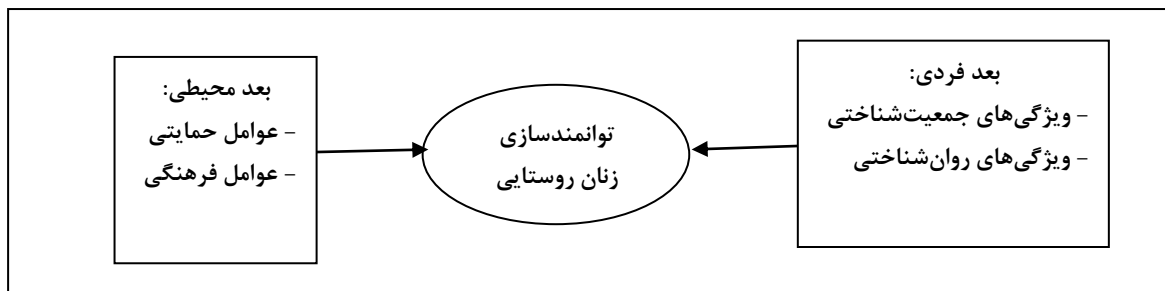 بعد فردی:
- ویژگی‌های جمعیت‌شناختی
- ویژگی‌های روان‌شناختی
توانمندسازی
زنان روستایی
بعد محیطی:
- عوامل حمایتی
- عوامل فرهنگی